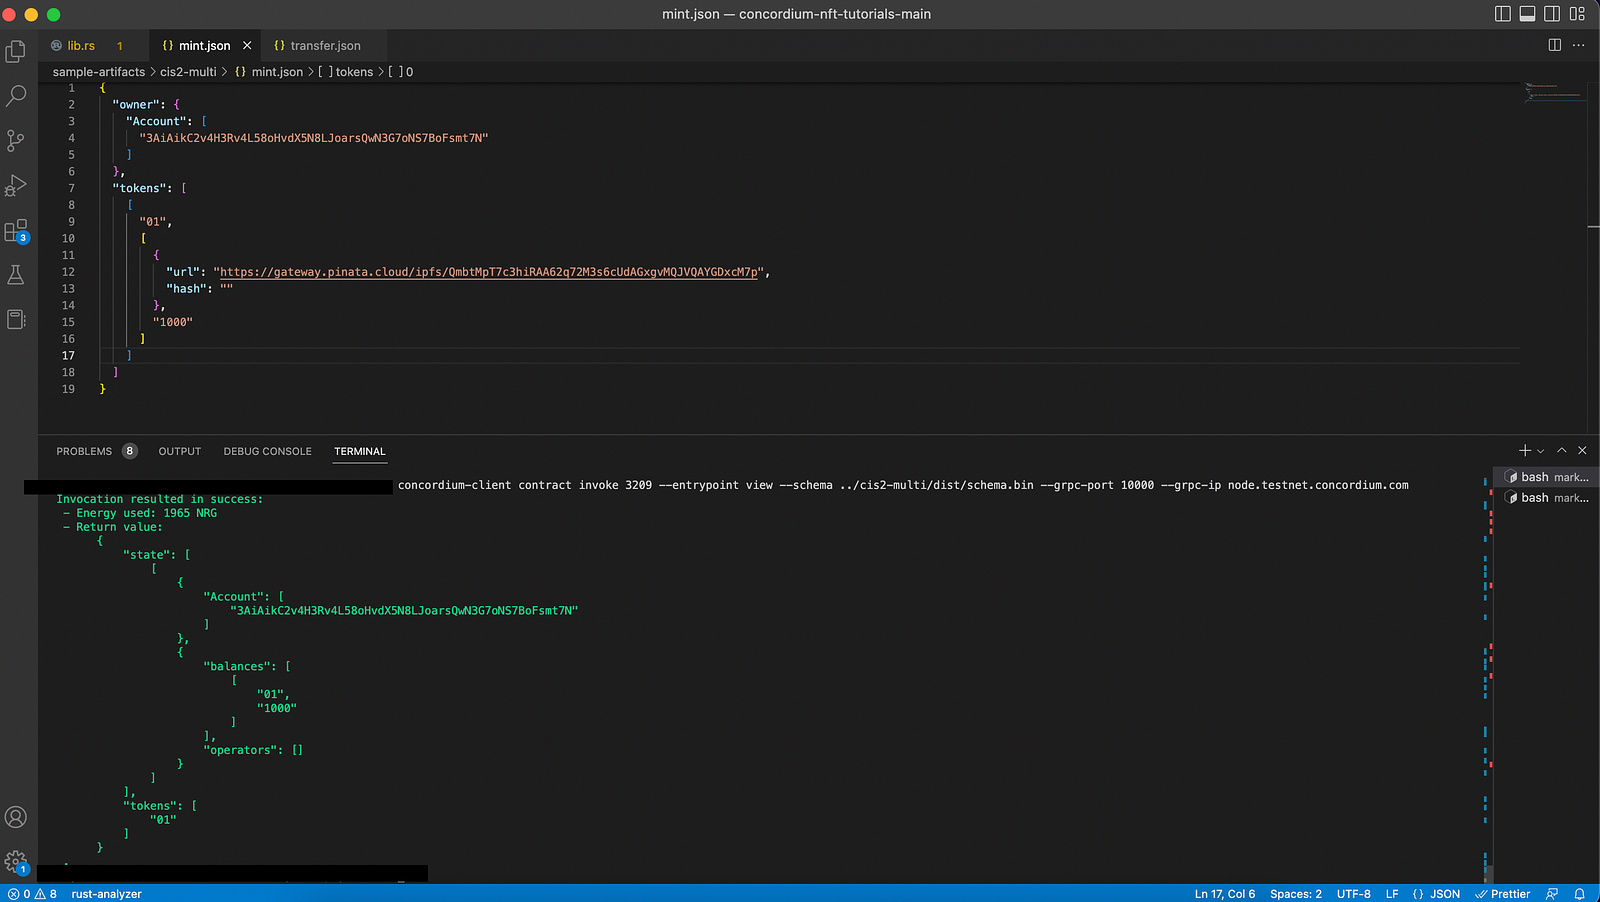 mint.json — concordium-nft-tutorials-main
lib.rs 1 {} mint.json × {} transfer.json
sample-artifacts > cis2-multi > {} mint.json > [ ] tokens > [ ] 0
1 {
2 "owner": {
3 "Account": [
4 "3AiAikC2v4H3Rv4L58oHvdX5N8LJoarsQwN3G7oNS7BoFsmt7N"
5 ]
6 },
7 "tokens": [
8 [
9 "01",
10 [
11 {
12 "url": "https://gateway.pinata.cloud/ipfs/QmbtMpT7c3hiRAA62q72M3s6cUdAGxgvMQJVQAYGDxcM7p",
13 "hash": ""
14 },
15 "1000"
16 ]
17 ]
18 ]
19 }
3
PROBLEMS 8 OUTPUT DEBUG CONSOLE TERMINAL
concordium-client contract invoke 3209 --entrypoint view --schema ../cis2-multi/dist/schema.bin --grpc-port 10000 --grpc-ip node.testnet.concordium.com
bash mark...
bash mark...
Invocation resulted in success:
- Energy used: 1965 NRG
- Return value:
{
"state": [
[
{
"Account": [
"3AiAikC2v4H3Rv4L58oHvdX5N8LJoarsQwN3G7oNS7BoFsmt7N"
]
},
{
"balances": [
[
"01",
"1000"
]
],
"operators": []
}
]
],
"tokens": [
"01"
]
}
1
0 8 rust-analyzer Ln 17, Col 6 Spaces: 2 UTF-8 LF {} JSON Prettier